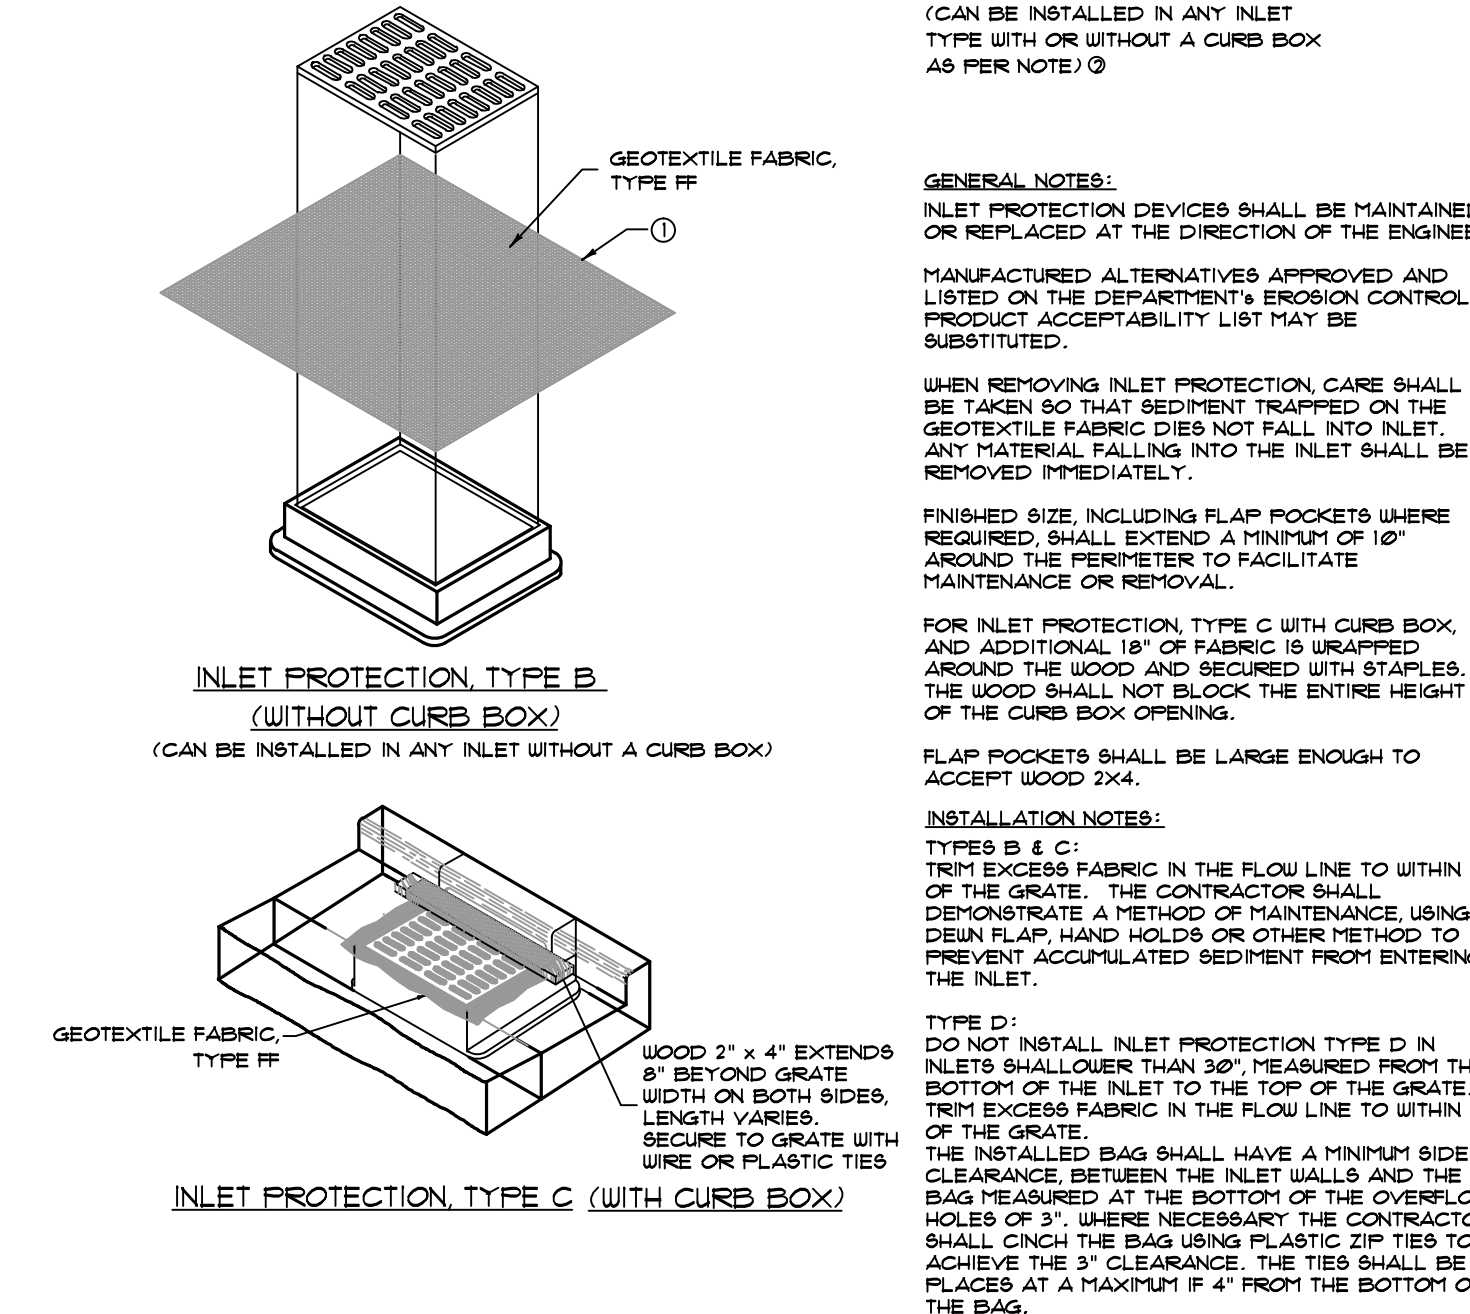 (CAN BE INSTALLED IN ANY INLET
TYPE WITH OR WITHOUT A CURB BOX
AS PER NOTE) ②
GEOTEXTILE FABRIC,
TYPE FF
①
INLET PROTECTION, TYPE B
(WITHOUT CURB BOX)
(CAN BE INSTALLED IN ANY INLET WITHOUT A CURB BOX)
GEOTEXTILE FABRIC,
TYPE FF
WOOD 2" x 4" EXTENDS
8" BEYOND GRATE
WIDTH ON BOTH SIDES,
LENGTH VARIES.
SECURE TO GRATE WITH
WIRE OR PLASTIC TIES
INLET PROTECTION, TYPE C (WITH CURB BOX)
GENERAL NOTES:
INLET PROTECTION DEVICES SHALL BE MAINTAINED
OR REPLACED AT THE DIRECTION OF THE ENGINEE
MANUFACTURED ALTERNATIVES APPROVED AND
LISTED ON THE DEPARTMENT's EROSION CONTROL
PRODUCT ACCEPTABILITY LIST MAY BE
SUBSTITUTED.
WHEN REMOVING INLET PROTECTION, CARE SHALL
BE TAKEN SO THAT SEDIMENT TRAPPED ON THE
GEOTEXTILE FABRIC DIES NOT FALL INTO INLET.
ANY MATERIAL FALLING INTO THE INLET SHALL BE
REMOVED IMMEDIATELY.
FINISHED SIZE, INCLUDING FLAP POCKETS WHERE
REQUIRED, SHALL EXTEND A MINIMUM OF 10"
AROUND THE PERIMETER TO FACILITATE
MAINTENANCE OR REMOVAL.
FOR INLET PROTECTION, TYPE C WITH CURB BOX,
AND ADDITIONAL 18" OF FABRIC IS WRAPPED
AROUND THE WOOD AND SECURED WITH STAPLES.
THE WOOD SHALL NOT BLOCK THE ENTIRE HEIGHT
OF THE CURB BOX OPENING.
FLAP POCKETS SHALL BE LARGE ENOUGH TO
ACCEPT WOOD 2X4.
INSTALLATION NOTES:
TYPES B & C:
TRIM EXCESS FABRIC IN THE FLOW LINE TO WITHIN
OF THE GRATE. THE CONTRACTOR SHALL
DEMONSTRATE A METHOD OF MAINTENANCE, USING
DEWN FLAP, HAND HOLDS OR OTHER METHOD TO
PREVENT ACCUMULATED SEDIMENT FROM ENTERING
THE INLET.
TYPE D:
DO NOT INSTALL INLET PROTECTION TYPE D IN
INLETS SHALLOWER THAN 30", MEASURED FROM TH
BOTTOM OF THE INLET TO THE TOP OF THE GRATE.
TRIM EXCESS FABRIC IN THE FLOW LINE TO WITHIN
OF THE GRATE.
THE INSTALLED BAG SHALL HAVE A MINIMUM SIDE
CLEARANCE, BETWEEN THE INLET WALLS AND THE
BAG MEASURED AT THE BOTTOM OF THE OVERFLO
HOLES OF 3". WHERE NECESSARY THE CONTRACTO
SHALL CINCH THE BAG USING PLASTIC ZIP TIES TO
ACHIEVE THE 3" CLEARANCE. THE TIES SHALL BE
PLACES AT A MAXIMUM IF 4" FROM THE BOTTOM O
THE BAG.